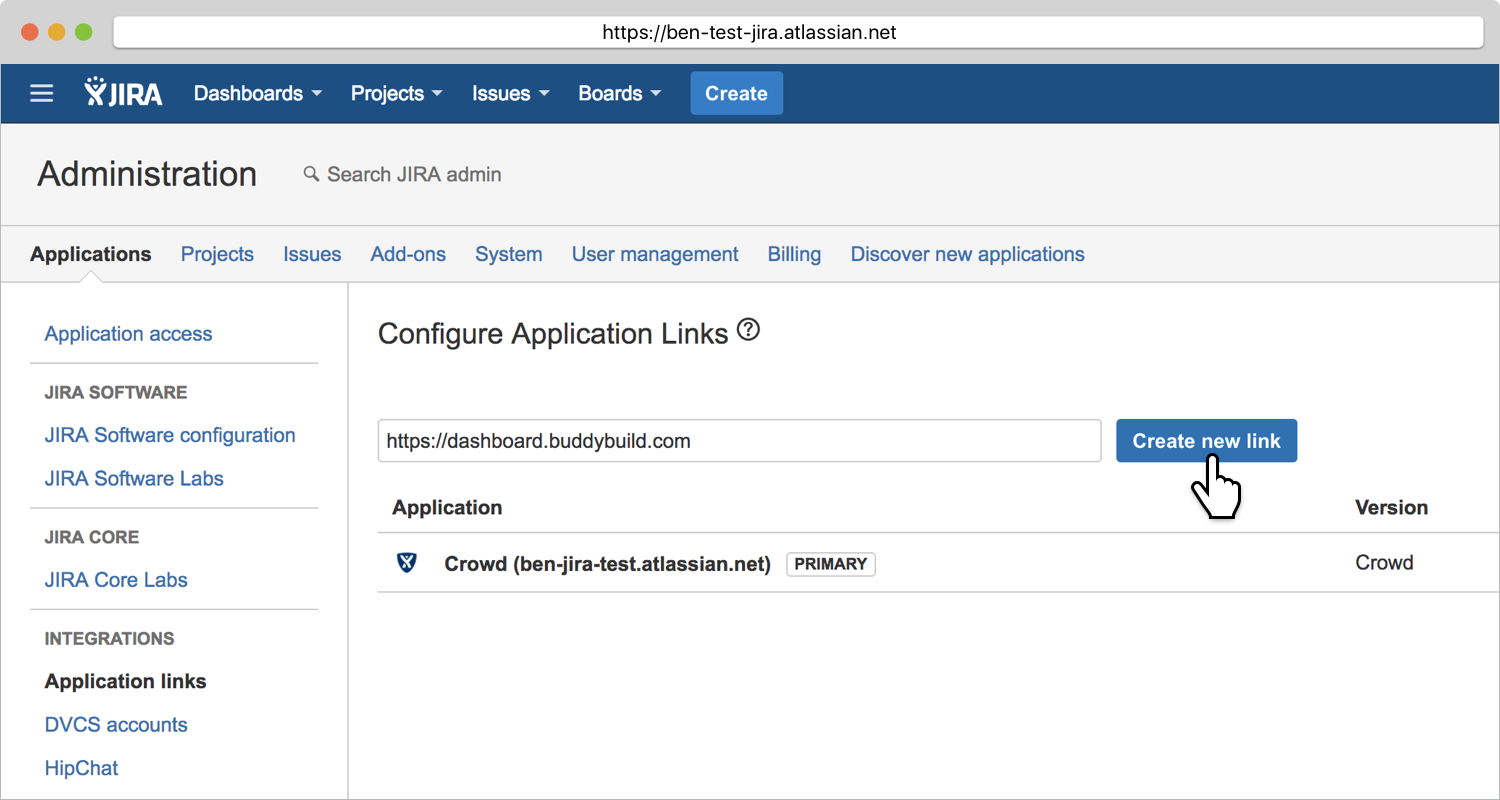 https://ben-test-jira.atlassian.net
JIRA Dashboards Projects Issues Boards Create
Administration Search JIRA admin
Applications Projects Issues Add-ons System User management Billing Discover new applications
Application access
JIRA SOFTWARE
JIRA Software configuration
JIRA Software Labs
JIRA CORE
JIRA Core Labs
INTEGRATIONS
Application links
DVCS accounts
HipChat
Configure Application Links ?
https://dashboard.buddybuild.com Create new link
Application Version
Crowd (ben-jira-test.atlassian.net) PRIMARY Crowd